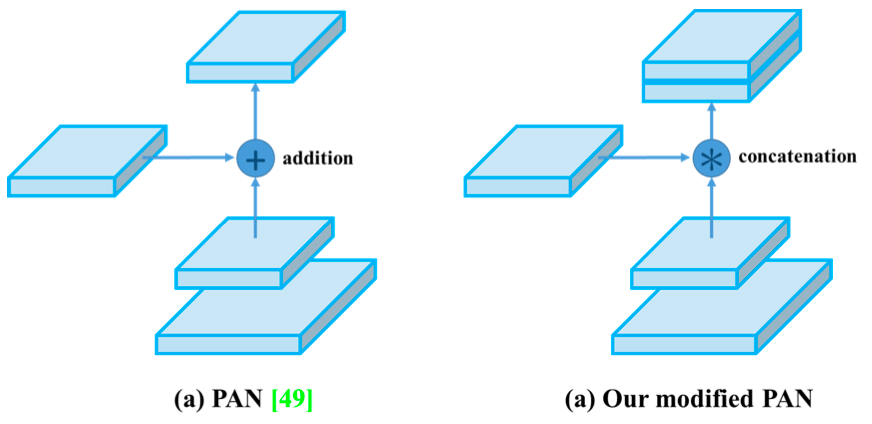 addition
concatenation
(a) PAN [49]
(a) Our modified PAN